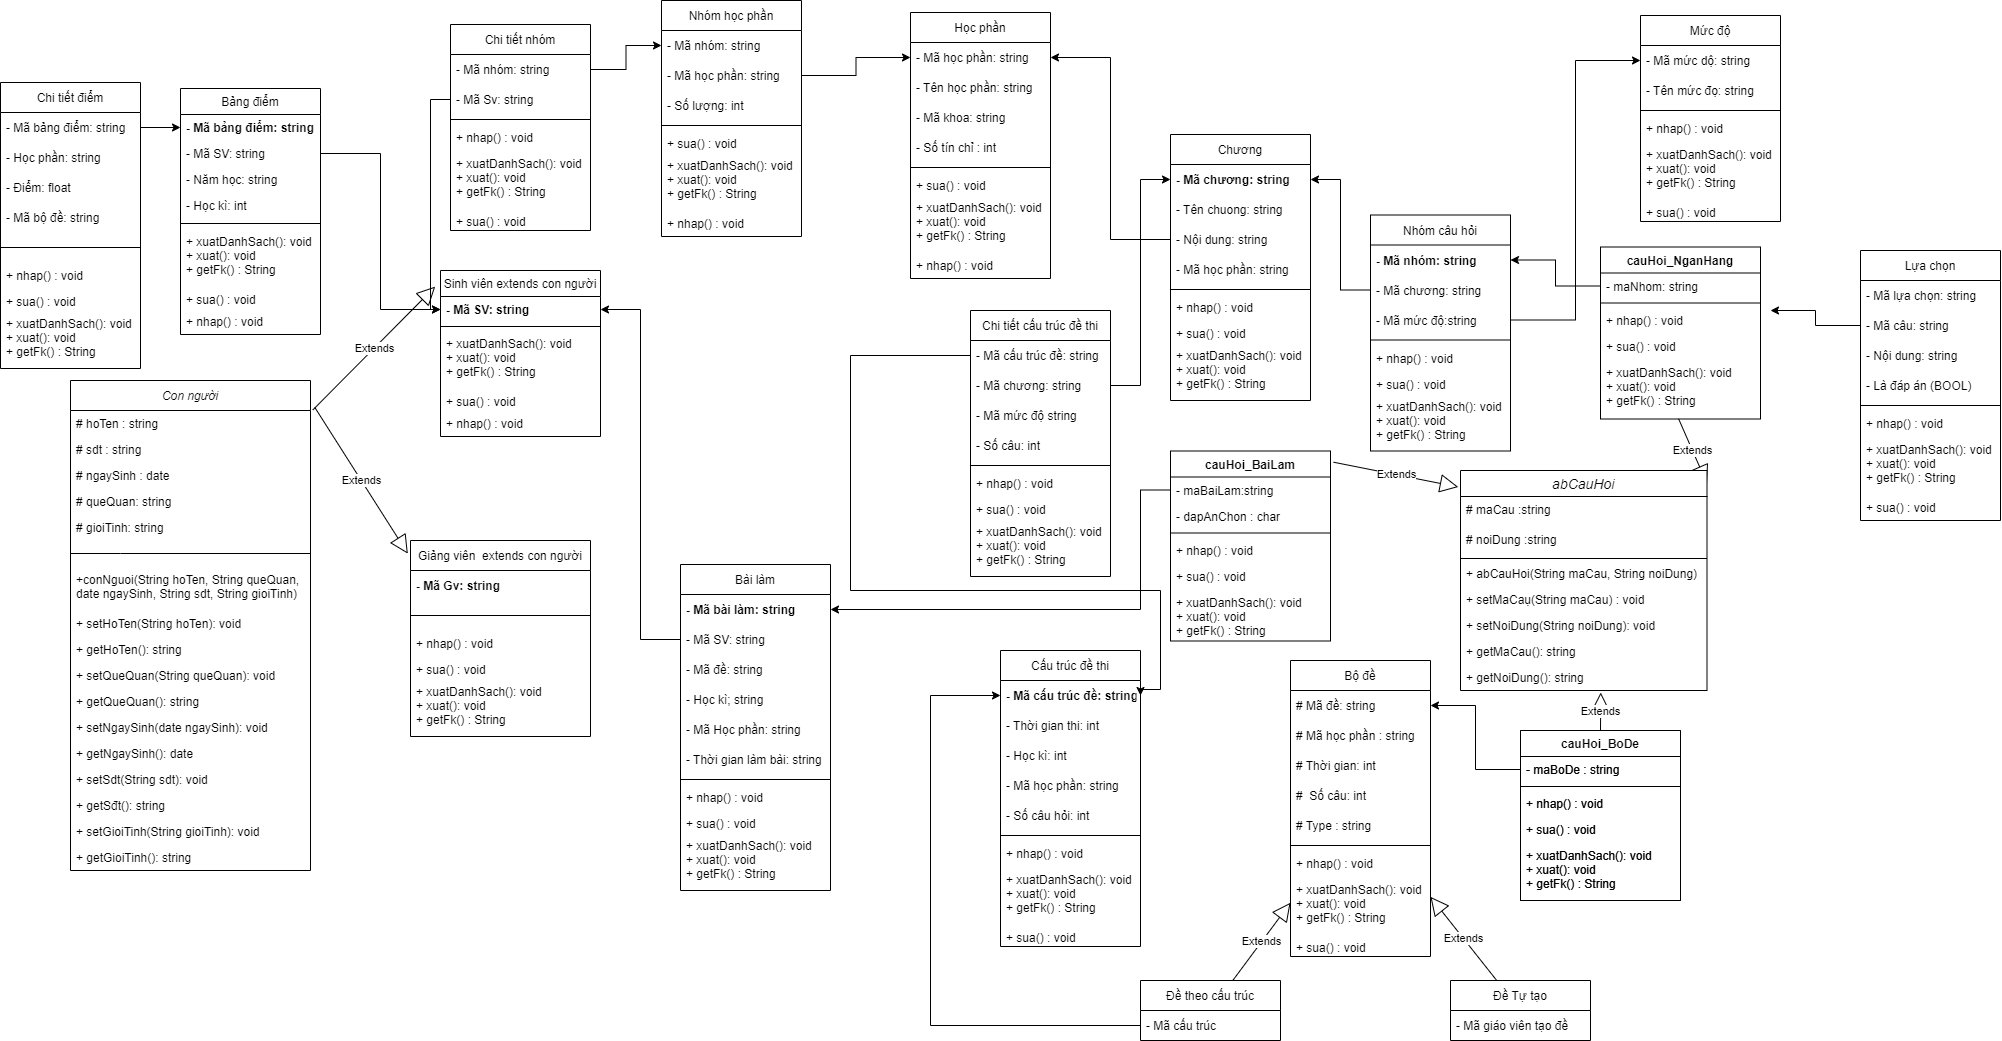 Chi tiết điểm
- Mã bảng điểm: string
- Học phần: string
- Điểm: float
- Mã bộ đề: string
+ nhap() : void
+ sua() : void
+ xuatDanhSach(): void
+ xuat(): void
+ getFk() : String
Bảng điểm
- Mã bảng điểm: string
- Mã SV: string
- Năm học: string
- Học kì: int
+ xuatDanhSach(): void
+ xuat(): void
+ getFk() : String
+ sua() : void
+ nhap() : void
Chi tiết nhóm
- Mã nhóm: string
- Mã Sv: string
+ nhap() : void
+ xuatDanhSach(): void
+ xuat(): void
+ getFk() : String
+ sua() : void
Nhóm học phần
- Mã nhóm: string
- Mã học phần: string
- Số lượng: int
+ sua() : void
+ xuatDanhSach(): void
+ xuat(): void
+ getFk() : String
+ nhap() : void
Học phần
- Mã học phần: string
- Tên học phần: string
- Mã khoa: string
- Số tín chỉ : int
+ sua() : void
+ xuatDanhSach(): void
+ xuat(): void
+ getFk() : String
+ nhap() : void
Chương
- Mã chương: string
- Tên chuong: string
- Nội dung: string
- Mã học phần: string
+ nhap() : void
+ sua() : void
+ xuatDanhSach(): void
+ xuat(): void
+ getFk() : String
Nhóm câu hỏi
- Mã nhóm: string
- Mã chương: string
- Mã mức độ:string
+ nhap() : void
+ sua() : void
+ xuatDanhSach(): void
+ xuat(): void
+ getFk() : String
Mức độ
- Mã mức dộ: string
- Tên mức đọ: string
+ nhap() : void
+ xuatDanhSach(): void
+ xuat(): void
+ getFk() : String
+ sua() : void
cauHoi_NganHang
- maNhom: string
+ nhap() : void
+ sua() : void
+ xuatDanhSach(): void
+ xuat(): void
+ getFk() : String
Lựa chọn
- Mã lựa chọn: string
- Mã câu: string
- Nội dung: string
- Là đáp án (BOOL)
+ nhap() : void
+ xuatDanhSach(): void
+ xuat(): void
+ getFk() : String
+ sua() : void
Sinh viên extends con người
- Mã SV: string
+ xuatDanhSach(): void
+ xuat(): void
+ getFk() : String
+ sua() : void
+ nhap() : void
Extends
Con người
# hoTen : string
# sdt : string
# ngaySinh : date
# queQuan: string
# gioiTinh: string
+conNguoi(String hoTen, String queQuan,
date ngaySinh, String sdt, String gioiTinh)
+ setHoTen(String hoTen): void
+ getHoTen(): string
+ setQueQuan(String queQuan): void
+ getQueQuan(): string
+ setNgaySinh(date ngaySinh): void
+ getNgaySinh(): date
+ setSdt(String sdt): void
+ getSđt(): string
+ setGioiTinh(String gioiTinh): void
+ getGioiTinh(): string
Extends
Giảng viên  extends con người
- Mã Gv: string
+ nhap() : void
+ sua() : void
+ xuatDanhSach(): void
+ xuat(): void
+ getFk() : String
Bài làm
- Mã bài làm: string
- Mã SV: string
- Mã đề: string
- Học kì; string
- Mã Học phần: string
- Thời gian làm bài: string
+ nhap() : void
+ sua() : void
+ xuatDanhSach(): void
+ xuat(): void
+ getFk() : String
Chi tiết cấu trúc đề thi
- Mã cấu trúc đề: string
- Mã chương: string
- Mã mức độ string
- Số câu: int
+ nhap() : void
+ sua() : void
+ xuatDanhSach(): void
+ xuat(): void
+ getFk() : String
cauHoi_BaiLam
- maBaiLam:string
- dapAnChon : char
+ nhap() : void
+ sua() : void
+ xuatDanhSach(): void
+ xuat(): void
+ getFk() : String
Extends
Extends
abCauHoi
# maCau :string
# noiDung :string
+ abCauHoi(String maCau, String noiDung)
+ setMaCau(String maCau) : void
+ setNoiDung(String noiDung): void
+ getMaCau(): string
+ getNoiDung(): string
Extends
Cấu trúc đề thi
- Mã cấu trúc đề: string
- Thời gian thi: int
- Học kì: int
- Mã học phần: string
- Số câu hỏi: int
+ nhap() : void
+ xuatDanhSach(): void
+ xuat(): void
+ getFk() : String
+ sua() : void
Bộ đề
# Mã đề: string
# Mã học phần : string
# Thời gian: int
#  Số câu: int
# Type : string
+ nhap() : void
+ xuatDanhSach(): void
+ xuat(): void
+ getFk() : String
+ sua() : void
cauHoi_BoDe
- maBoDe : string
+ nhap() : void
+ sua() : void
+ xuatDanhSach(): void
+ xuat(): void
+ getFk() : String
Extends
Extends
Đề theo cấu trúc
- Mã cấu trúc
Đề Tự tạo
- Mã giáo viên tạo đề